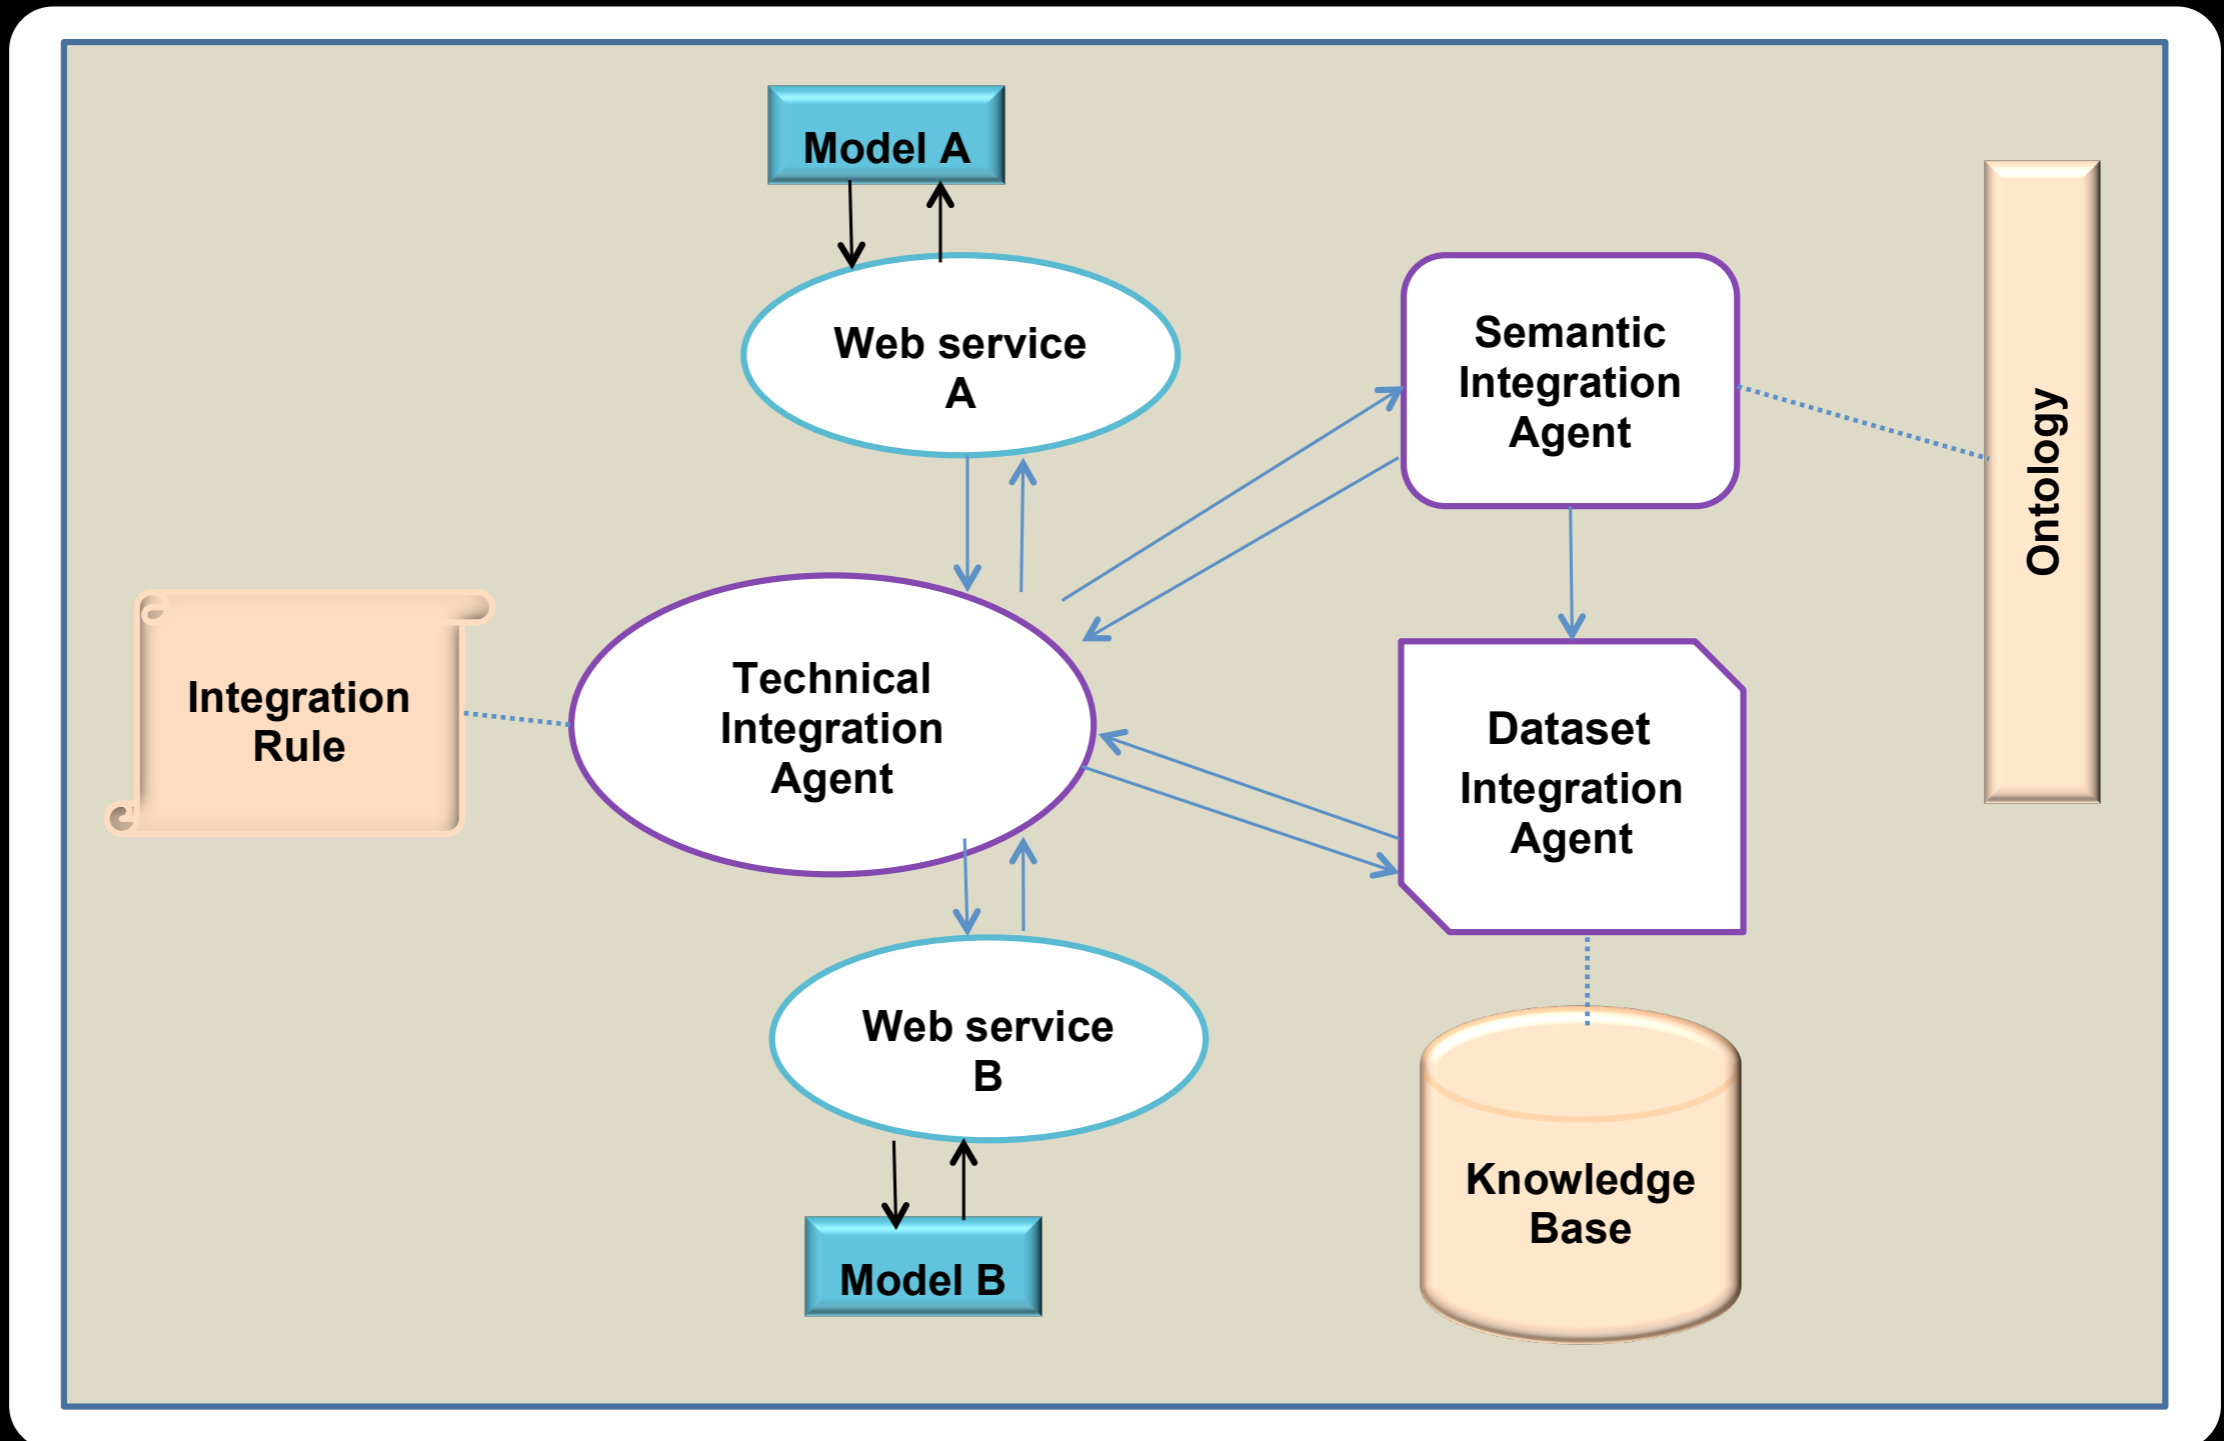 Model A
Web service
A
Semantic
Integration
Agent
Ontology
Integration
Rule
Technical
Integration
Agent
Dataset
Integration
Agent
Web service
B
Knowledge
Base
Model B